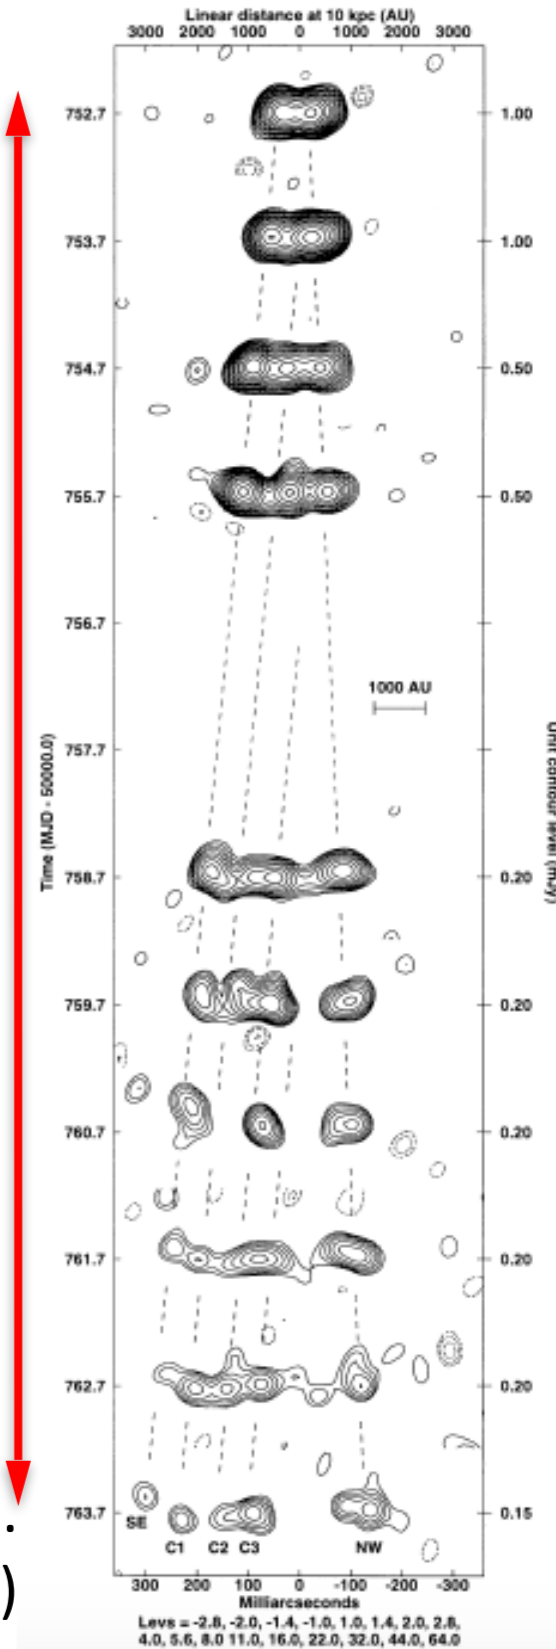 Linear distance at 10 kpc (AU)
3000 2000 1000 0 1000 2000 3000
752.7 1.00
753.7 1.00
754.7 0.50
755.7 0.50
756.7
1000 AU
757.7
Time (MJD - 50000.0)
Unit contour level (mJy)
758.7 0.20
759.7 0.20
760.7 0.20
761.7 0.20
762.7 0.20
763.7 0.15
.
)
SE
C1 C2 C3 NW
300 200 100 0 -100 -200 -300
Milliarcseconds
Levs = -2.8, -2.0, -1.4, -1.0, 1.0, 1.4, 2.0, 2.8,
4.0, 5.6, 8.0 11.0, 16.0, 22.0, 32.0, 44.0, 64.0